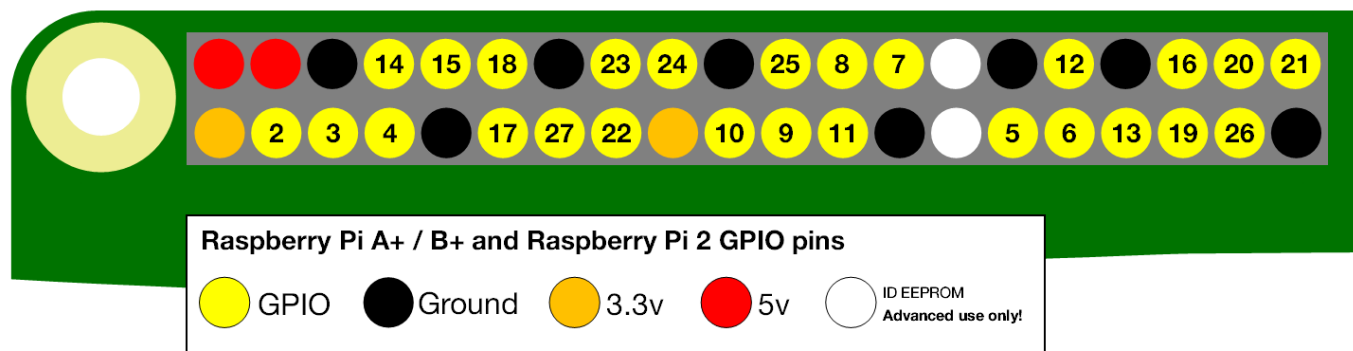 14 15 18 23 24 25 8 7 12 16 20 21
2 3 4 17 27 22 10 9 11 5 6 13 19 26
Raspberry Pi A+ / B+ and Raspberry Pi 2 GPIO pins
GPIO Ground 3.3v 5v ID EEPROM
Advanced use only!